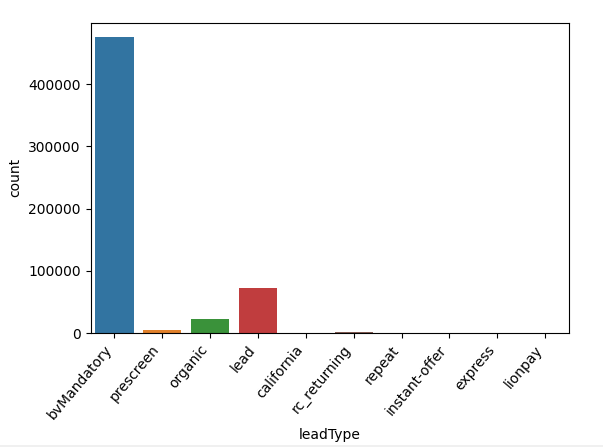 400000
300000
200000
100000
0
count
bvMandatory
prescreen
organic
lead
california
rc_returning
repeat
instant-offer
express
lionpay
leadType